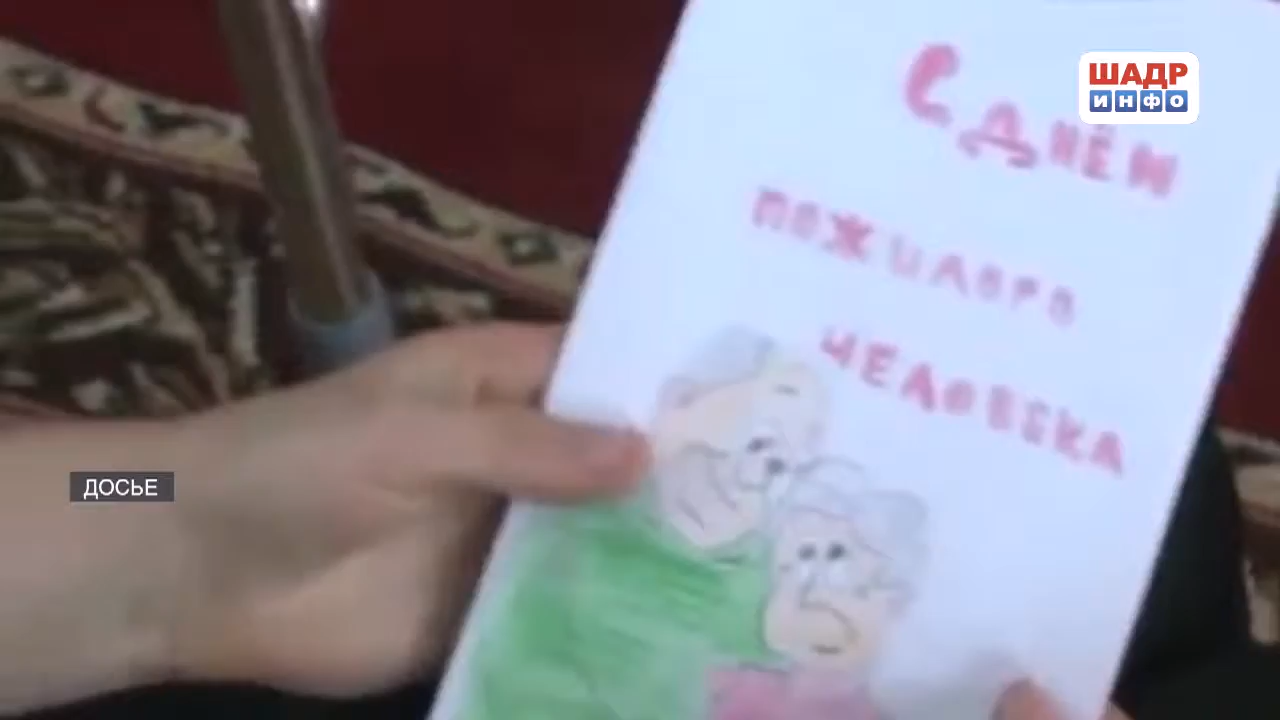 ШАДР
инфо
С Днём
пожилого
человека
ДОСЬЕ